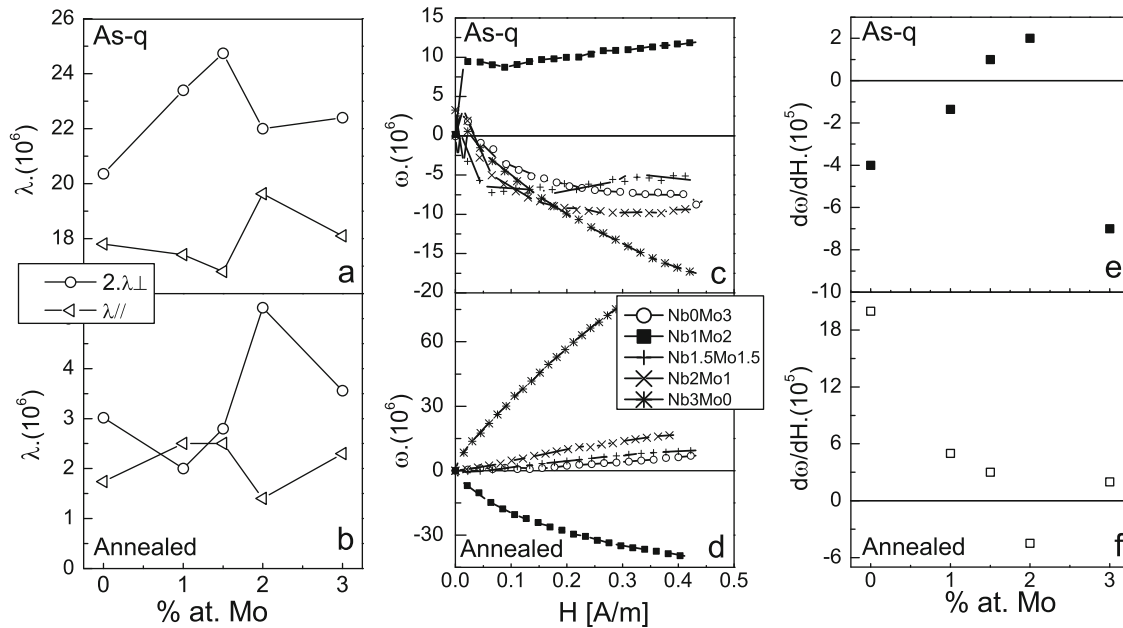 As-q
26
24
22
20
18
λ.(10⁶)
a
2.λ⊥
λ//
5
4
3
2
1
0
λ.(10⁶)
b
Annealed
0 1 2 3
% at. Mo
As-q
15
10
5
0
-5
-10
-15
-20
ω.(10⁶)
c
Nb0Mo3
Nb1Mo2
Nb1.5Mo1.5
Nb2Mo1
Nb3Mo0
60
30
0
-30
ω.(10⁶)
Annealed
d
0.0 0.1 0.2 0.3 0.4 0.5
H [A/m]
As-q
2
0
-2
-4
-6
-8
-10
dω/dH.(10⁵)
e
18
12
6
0
-6
dω/dH.(10⁵)
Annealed
f
0 1 2 3
% at. Mo